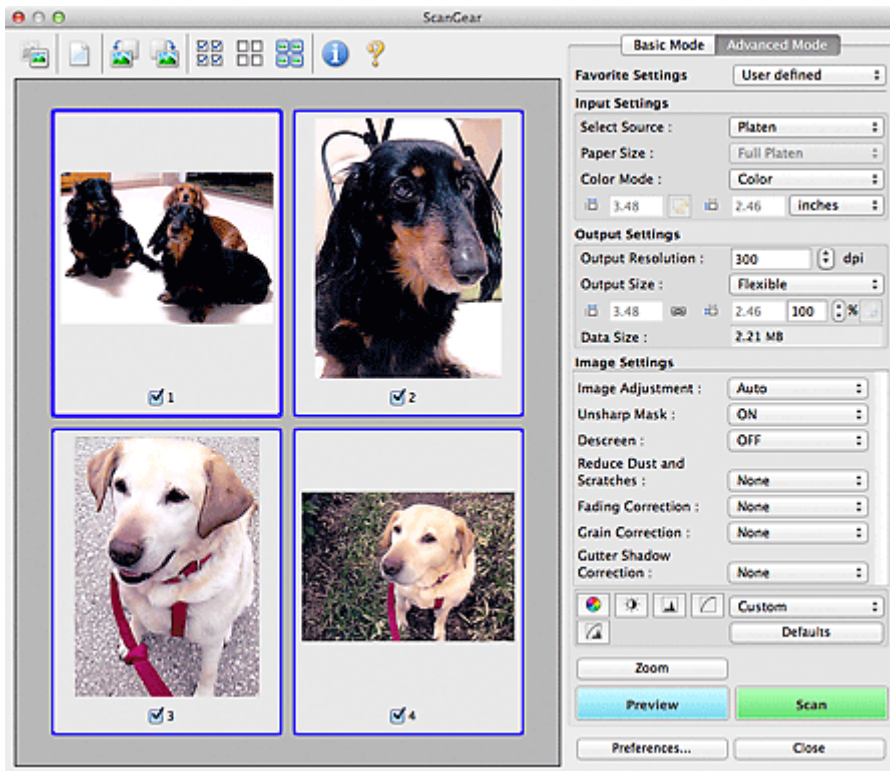 ScanGear
Basic Mode Advanced Mode
Favorite Settings User defined
Input Settings
Select Source : Platen
Paper Size : Full Platen
Color Mode : Color
3.48 2.46 inches
Output Settings
Output Resolution : 300 dpi
Output Size : Flexible
3.48 2.46 100 %
Data Size : 2.21 MB
Image Settings
Image Adjustment : Auto
Unsharp Mask : ON
Descreen : OFF
Reduce Dust and
Scratches : None
Fading Correction : None
Grain Correction : None
Gutter Shadow
Correction : None
Custom
Defaults
Zoom
Preview Scan
Preferences... Close
1
2
3
4